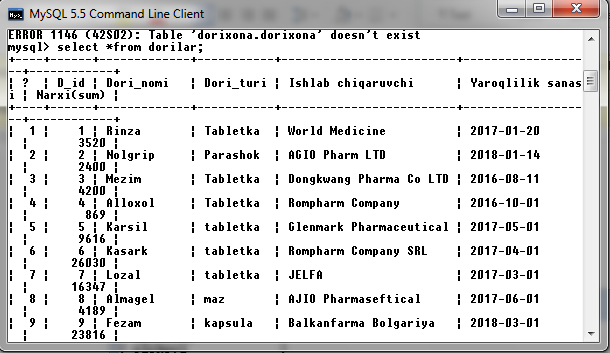 MySQL 5.5 Command Line Client
ERROR 1146 (42S02): Table 'dorixona.dorixona' doesn't exist
mysql> select *from dorilar;
+----+------+------------+-----------+-----------------------+----------------
--+------------+
| ? | D_id | Dori_nomi | Dori_turi | Ishlab chiqaruvchi | Yaroqlilik sanas
i | Narxi(sum) |
+----+------+------------+-----------+-----------------------+----------------
--+------------+
| 1 | 1 | Rinza | Tabletka | World Medicine | 2017-01-20
| 3520 |
| 2 | 2 | Nolgrip | Parashok | AGIO Pharm LTD | 2018-01-14
| 2400 |
| 3 | 3 | Mezim | Tabletka | Dongkwang Pharma Co LTD | 2016-08-11
| 4200 |
| 4 | 4 | Alloxol | Tabletka | Rompharm Company | 2016-10-01
| 869 |
| 5 | 5 | Karsil | tabletka | Glenmark Pharmaceutical | 2017-05-01
| 9616 |
| 6 | 6 | Kasark | tabletka | Rompharm Company SRL | 2017-04-01
| 26030 |
| 7 | 7 | Lozal | tabletka | JELFA | 2017-03-01
| 16347 |
| 8 | 8 | Almagel | maz | AJIO Pharmaseftical | 2017-06-01
| 4189 |
| 9 | 9 | Fezam | kapsula | Balkanfarma Bolgariya | 2018-03-01
| 23816 |